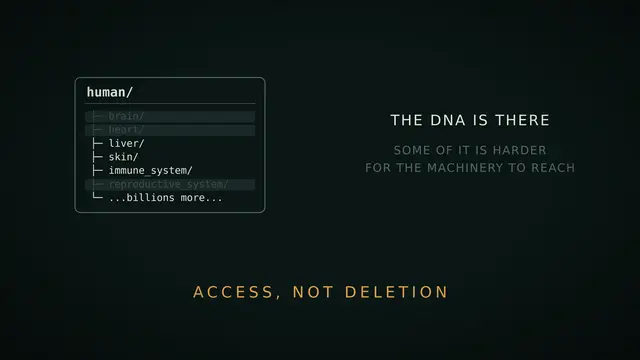 human/
├─ brain/
├─ heart/
├─ liver/
├─ skin/
├─ immune_system/
├─ reproductive_system/
└─ ...billions more...
THE DNA IS THERE
SOME OF IT IS HARDER
FOR THE MACHINERY TO REACH
ACCESS, NOT DELETION